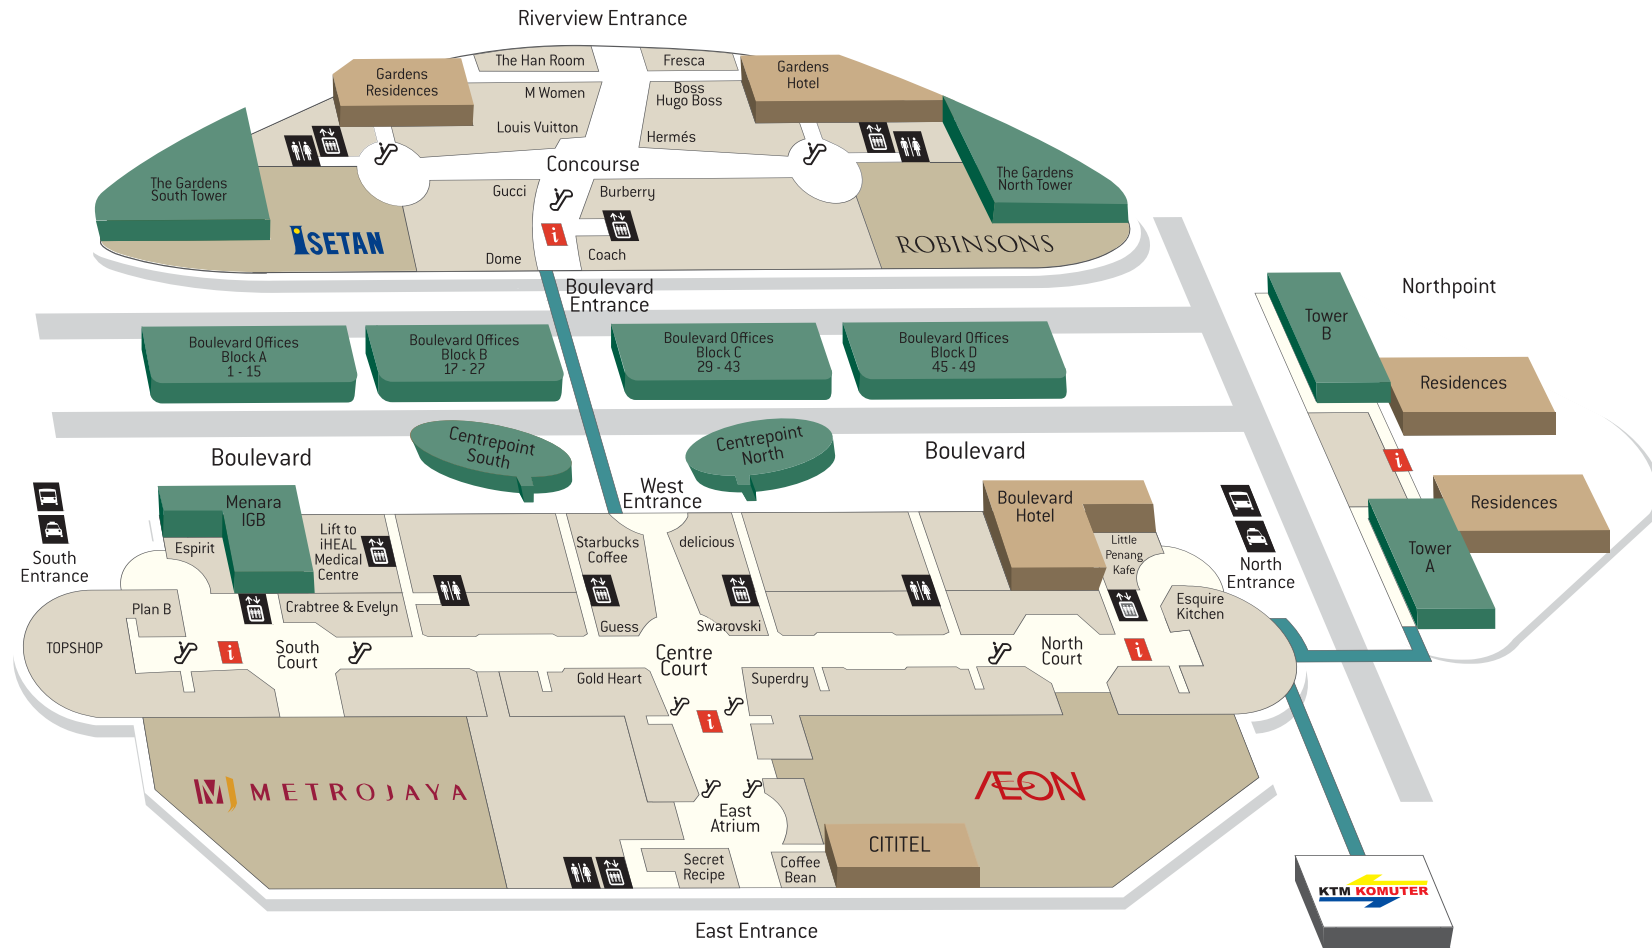 Riverview Entrance
The Han Room
Fresca
Gardens
Residences
Gardens
Hotel
M Women
Boss
Hugo Boss
Louis Vuitton
Hermés
Concourse
The Gardens
South Tower
The Gardens
North Tower
Gucci
Burberry
ISETAN
ROBINSONS
Dome
Coach
i
Boulevard
Entrance
Northpoint
Tower
B
Boulevard Offices
Block A
1 - 15
Boulevard Offices
Block B
17 - 27
Boulevard Offices
Block C
29 - 43
Boulevard Offices
Block D
45 - 49
Residences
Boulevard
Centrepoint
South
Centrepoint
North
Boulevard
i
West
Entrance
Residences
Menara
IGB
Boulevard
Hotel
Espirit
Lift to
iHEAL
Medical
Centre
Starbucks
Coffee
delicious
Little
Penang
Kafe
South
Entrance
North
Entrance
Tower
A
Plan B
Crabtree & Evelyn
Guess
Swarovski
Esquire
Kitchen
TOPSHOP
i
South
Court
Centre
Court
North
Court
i
Gold Heart
Superdry
i
METROJAYA
ÆON
East
Atrium
CITITEL
Secret
Recipe
Coffee
Bean
KTM KOMUTER
East Entrance